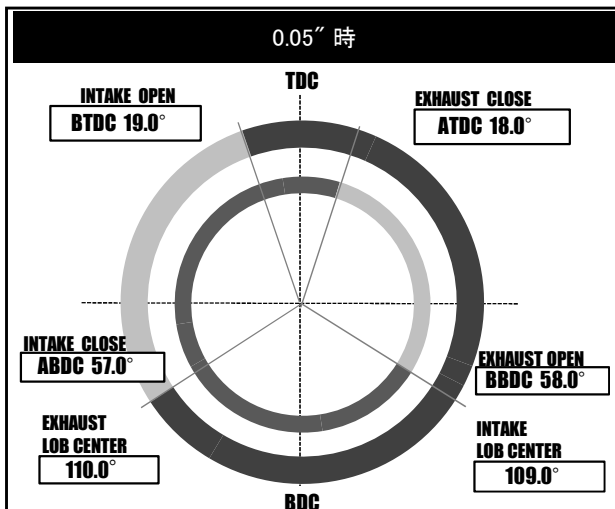 0.05″ 時
TDC
INTAKE OPEN
BTDC 19.0°
EXHAUST CLOSE
ATDC 18.0°
INTAKE CLOSE
ABDC 57.0°
EXHAUST OPEN
BBDC 58.0°
EXHAUST
LOB CENTER
110.0°
INTAKE
LOB CENTER
109.0°
BDC